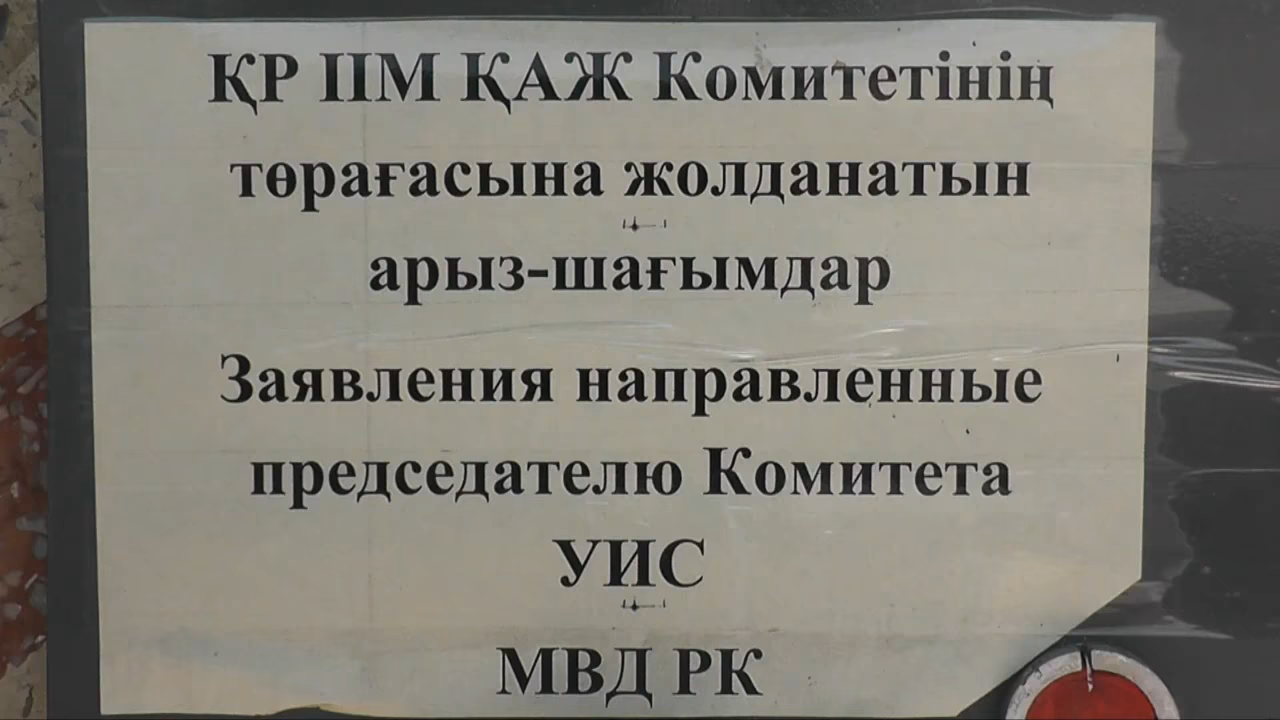 ҚР ІІМ ҚАЖ Комитетінің
төрағасына жолданатын
арыз-шағымдар
Заявления направленные
председателю Комитета
УИС
МВД РК